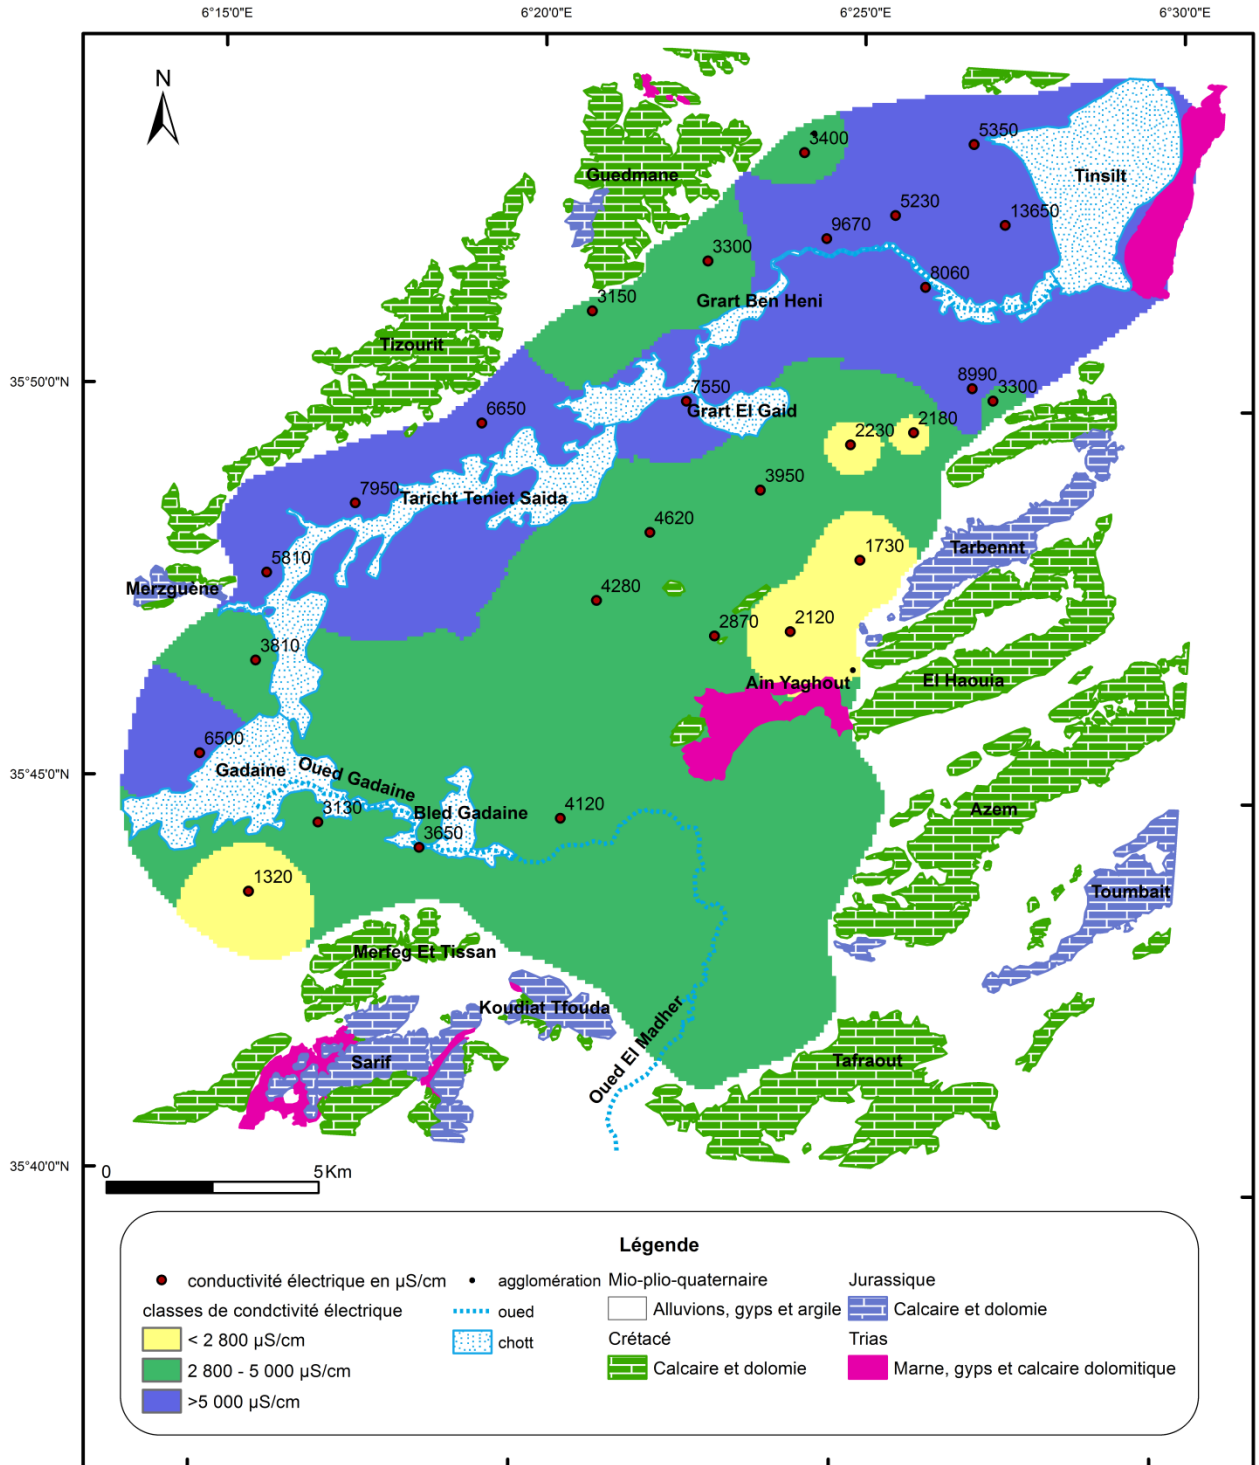 6°15'0"E 6°20'0"E 6°25'0"E 6°30'0"E
N
3400
5350
Guedmane
Tinsilt
5230
13650
9670
3300
8060
3150
Grart Ben Heni
Tizourit
35°50'0"N
8990
3300
7550
Grart El Gaid
6650
2230
2180
3950
7950
Taricht Teniet Saida
4620
1730
Tarbennt
5810
Merzguène
4280
2120
2870
3810
Ain Yaghout
El Haouia
6500
Gadaine
Oued Gadaine
35°45'0"N
3130
Bled Gadaine
4120
Azem
3650
1320
Toumbait
Merfeg Et Tissan
Koudiat Tfouda
Oued El Madher
Sarif
Tafraout
35°40'0"N
0 5 Km
Légende
conductivité électrique en µS/cm
classes de condctivité électrique
< 2 800 µS/cm
2 800 - 5 000 µS/cm
>5 000 µS/cm
agglomération
oued
chott
Mio-plio-quaternaire
Alluvions, gyps et argile
Crétacé
Calcaire et dolomie
Jurassique
Calcaire et dolomie
Trias
Marne, gyps et calcaire dolomitique